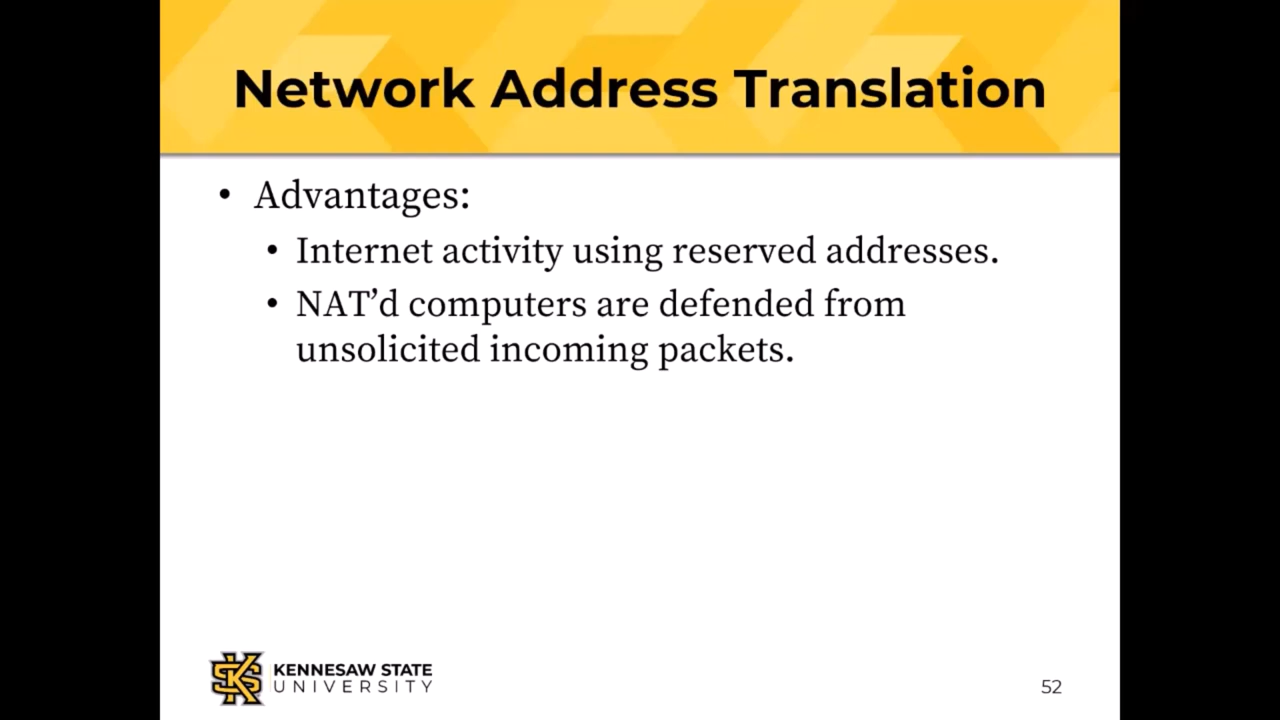 Network Address Translation
• Advantages:
• Internet activity using reserved addresses.
• NAT’d computers are defended from
unsolicited incoming packets.
KS
KENNESAW STATE
UNIVERSITY
52